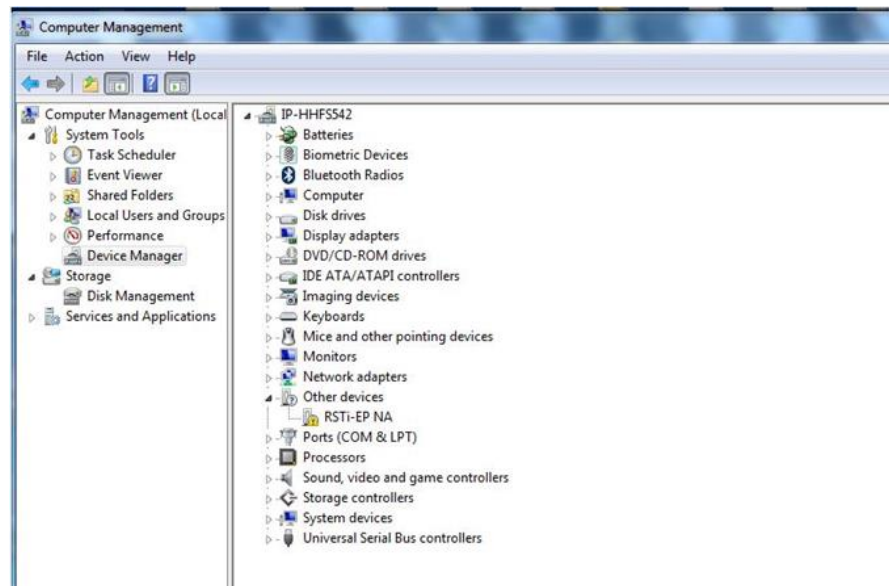 Computer Management
File Action View Help
Computer Management (Local
System Tools
Task Scheduler
Event Viewer
Shared Folders
Local Users and Groups
Performance
Device Manager
Storage
Disk Management
Services and Applications
IP-HHFS542
Batteries
Biometric Devices
Bluetooth Radios
Computer
Disk drives
Display adapters
DVD/CD-ROM drives
IDE ATA/ATAPI controllers
Imaging devices
Keyboards
Mice and other pointing devices
Monitors
Network adapters
Other devices
RSTi-EP NA
Ports (COM & LPT)
Processors
Sound, video and game controllers
Storage controllers
System devices
Universal Serial Bus controllers